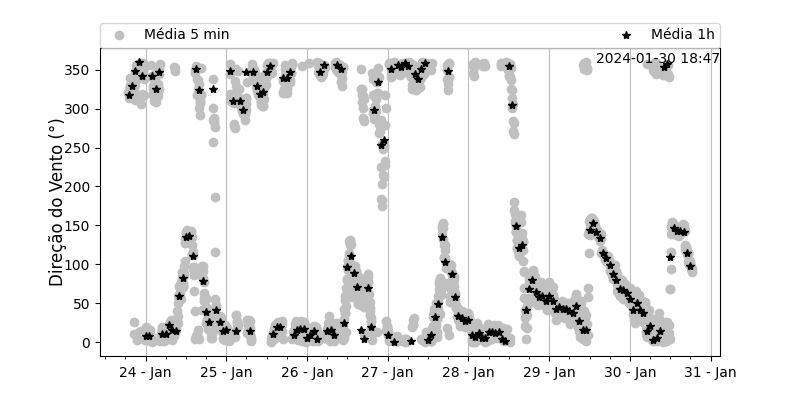 Média 5 min
Média 1h
2024-01-30 18:47
Direção do Vento (°)
350
300
250
200
150
100
50
0
24 - Jan
25 - Jan
26 - Jan
27 - Jan
28 - Jan
29 - Jan
30 - Jan
31 - Jan